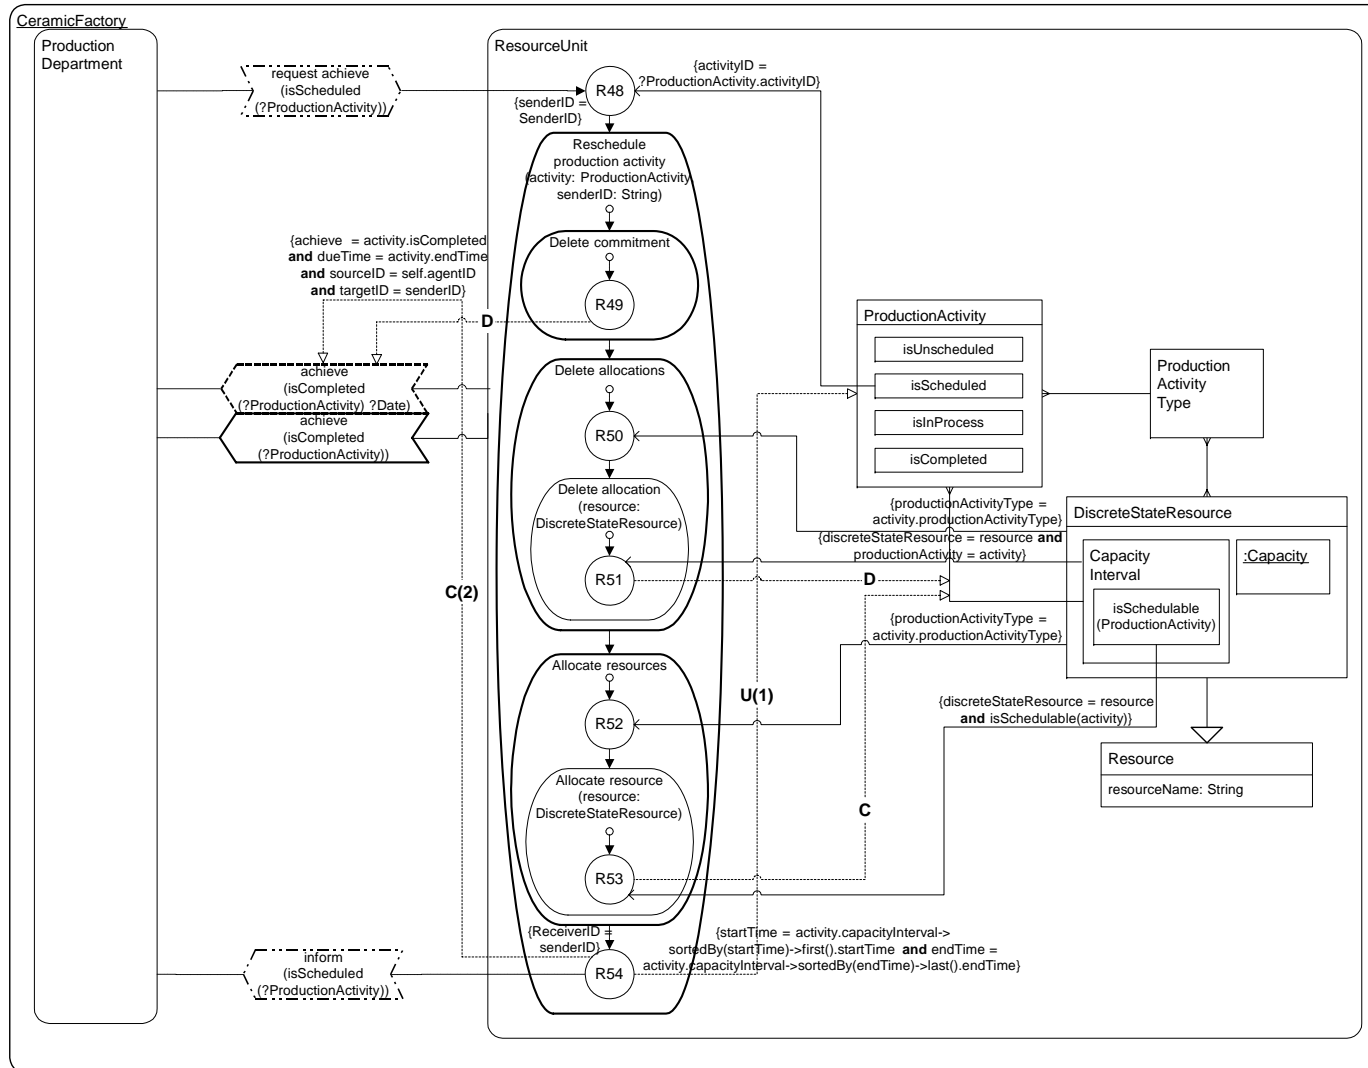 CeramicFactory
Production
Department
ResourceUnit
request achieve
(isScheduled
(?ProductionActivity))
R48
{activityID =
?ProductionActivity.activityID}
{senderID =
SenderID}
Reschedule
production activity
(activity: ProductionActivity
senderID: String)
Delete commitment
R49
{achieve = activity.isCompleted
and dueTime = activity.endTime
and sourceID = self.agentID
and targetID = senderID}
D
achieve
(isCompleted
(?ProductionActivity) ?Date)
achieve
(isCompleted
(?ProductionActivity))
Delete allocations
R50
Delete allocation
(resource:
DiscreteStateResource)
R51
ProductionActivity
isUnscheduled
isScheduled
isInProcess
isCompleted
Production
Activity
Type
{productionActivityType =
activity.productionActivityType}
{discreteStateResource = resource and
productionActivity = activity}
D
DiscreteStateResource
Capacity
Interval
:Capacity
isSchedulable
(ProductionActivity)
C(2)
{productionActivityType =
activity.productionActivityType}
Allocate resources
R52
U(1)
{discreteStateResource = resource
and isSchedulable(activity)}
Resource
resourceName: String
Allocate resource
(resource:
DiscreteStateResource)
C
R53
{ReceiverID =
senderID}
{startTime = activity.capacityInterval->
sortedBy(startTime)->first().startTime and endTime =
activity.capacityInterval->sortedBy(endTime)->last().endTime}
R54
inform
(isScheduled
(?ProductionActivity))